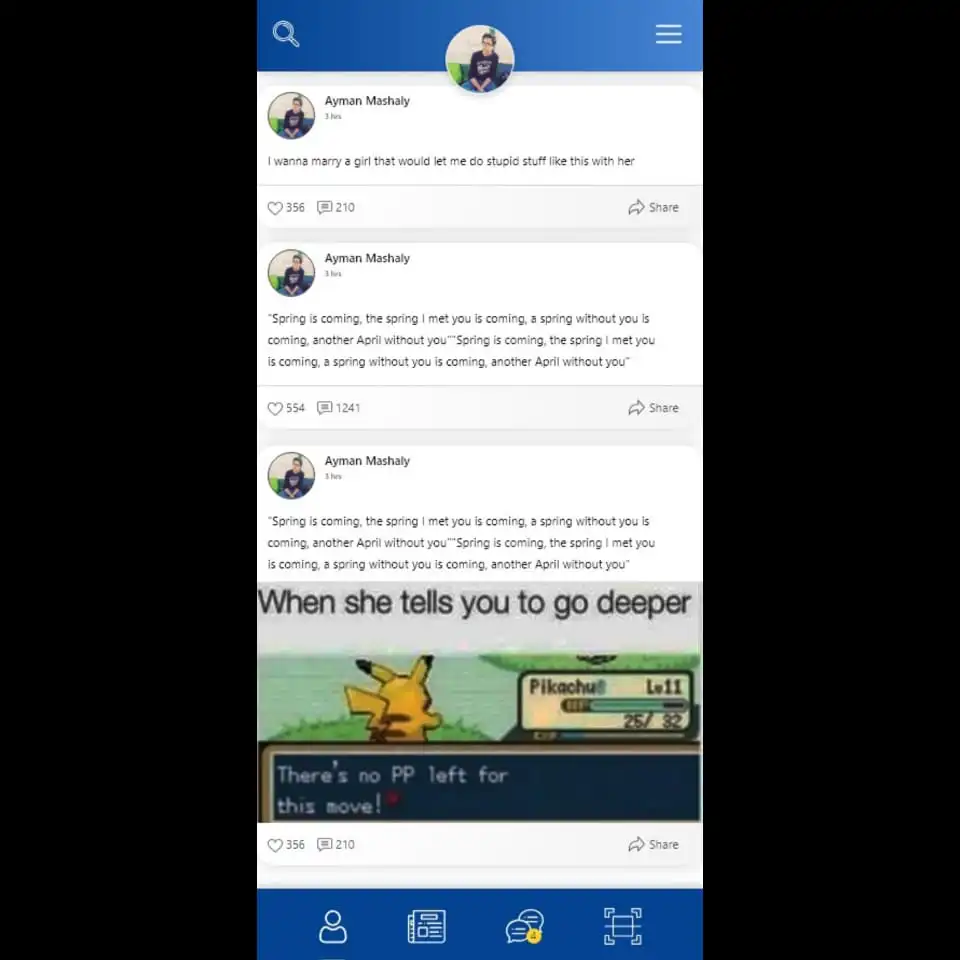 Ayman Mashaly
3 hrs
I wanna marry a girl that would let me do stupid stuff like this with her
356 210 Share
Ayman Mashaly
3 hrs
"Spring is coming, the spring I met you is coming, a spring without you is
coming, another April without you""Spring is coming, the spring I met you
is coming, a spring without you is coming, another April without you"
554 1241 Share
Ayman Mashaly
3 hrs
"Spring is coming, the spring I met you is coming, a spring without you is
coming, another April without you""Spring is coming, the spring I met you
is coming, a spring without you is coming, another April without you"
When she tells you to go deeper
Pikachu Lv11
25/ 32
There's no PP left for
this move!
356 210 Share
4